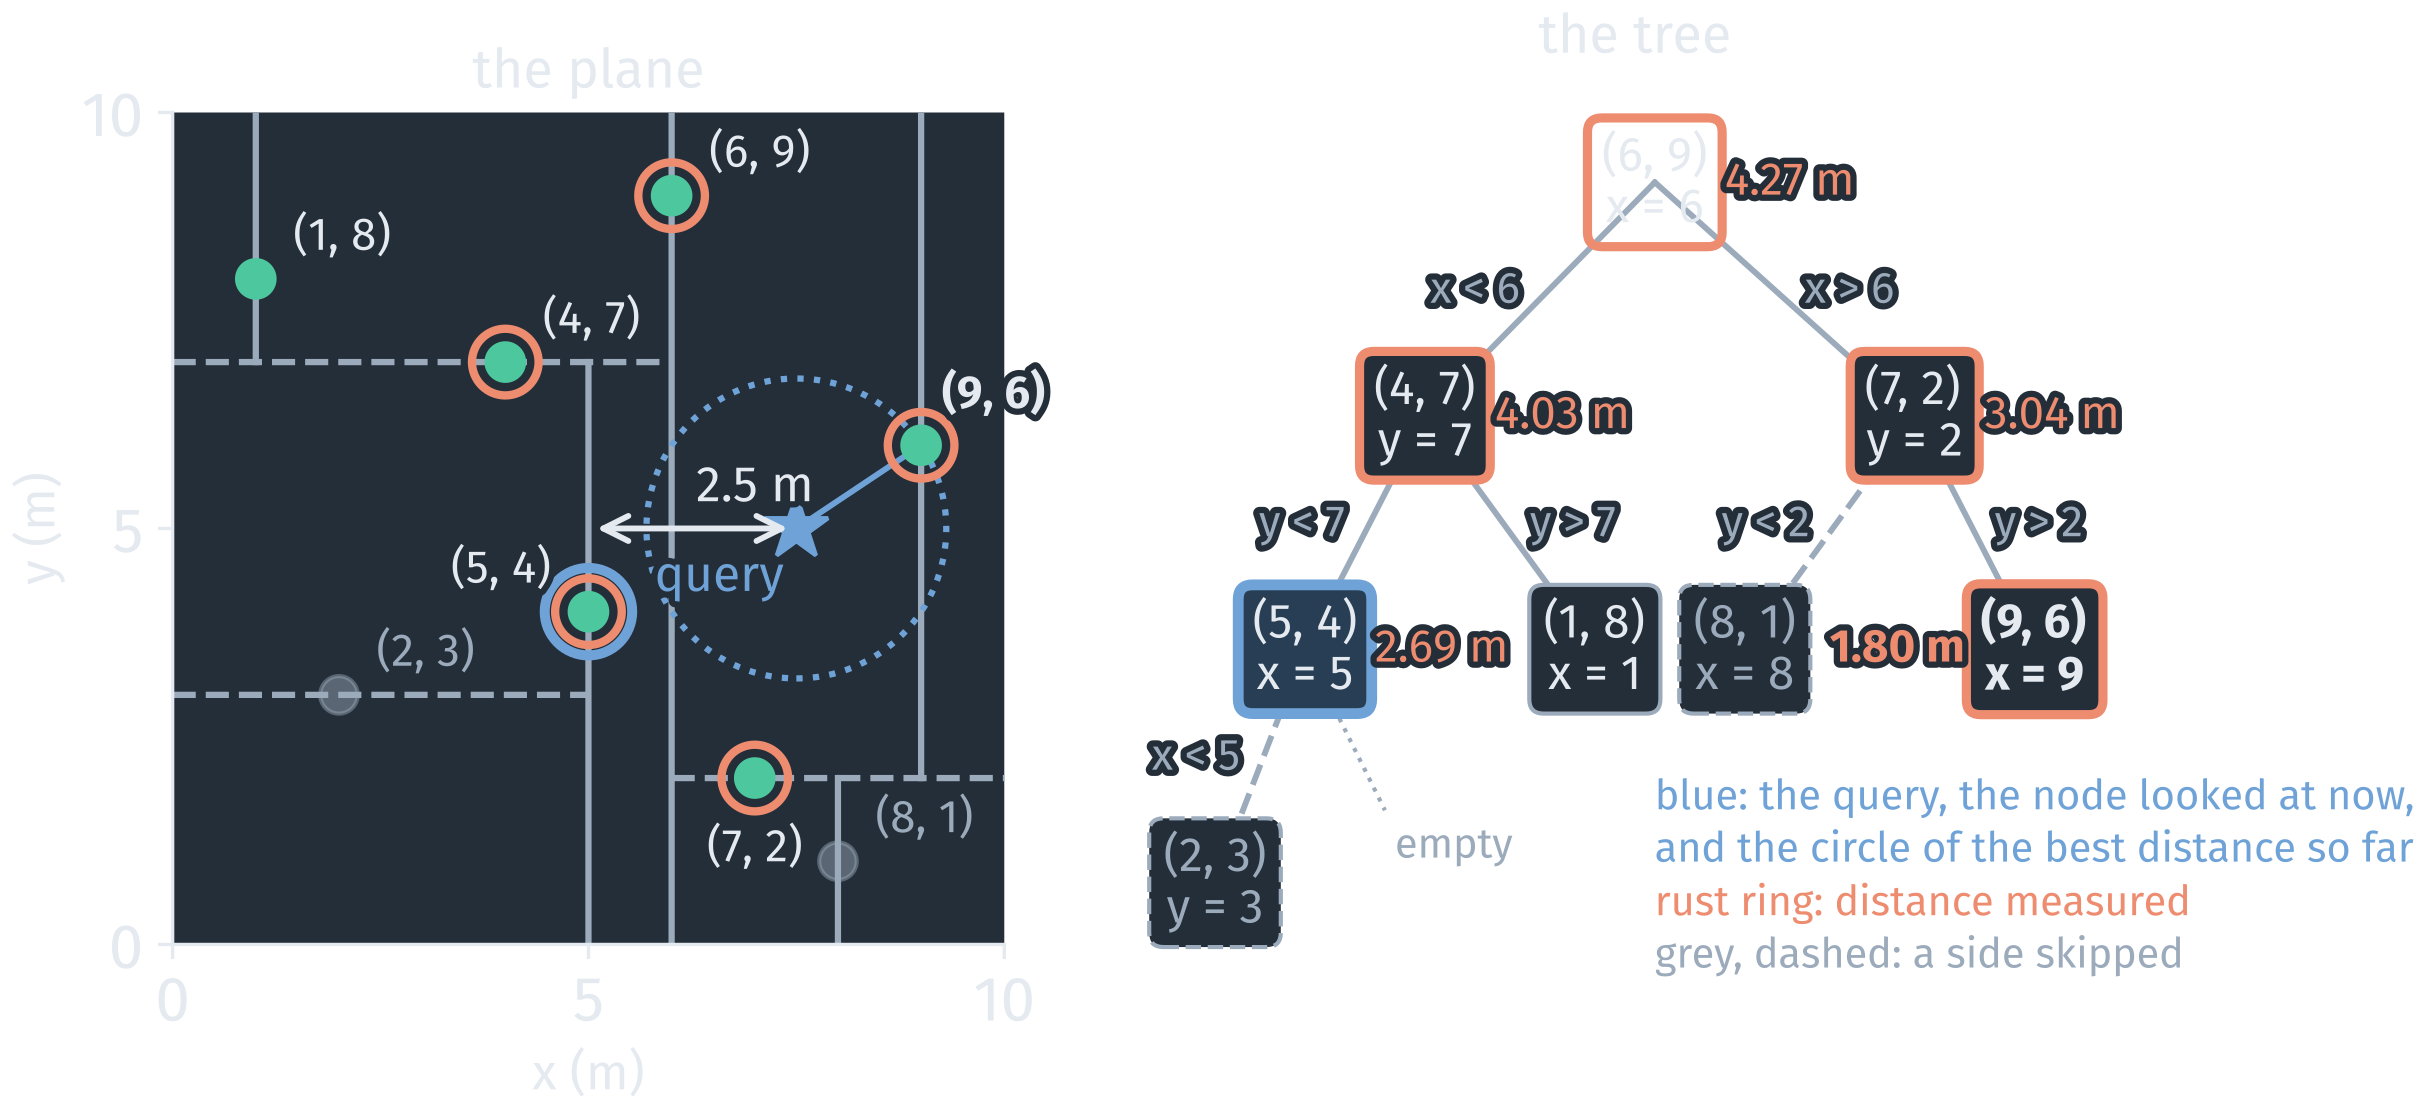 the plane
10
5
0
0
5
10
x (m)
y (m)
(6, 9)
(1, 8)
(4, 7)
(9, 6)
2.5 m
query
(5, 4)
(2, 3)
(8, 1)
(7, 2)
the tree
(6, 9)
x = 6
4.27 m
x<6
x>6
(4, 7)
y = 7
4.03 m
(7, 2)
y = 2
3.04 m
y<7
y>7
y<2
y>2
(5, 4)
x = 5
2.69 m
(1, 8)
x = 1
(8, 1)
x = 8
1.80 m
(9, 6)
x = 9
x<5
empty
(2, 3)
y = 3
blue: the query, the node looked at now,
and the circle of the best distance so far
rust ring: distance measured
grey, dashed: a side skipped